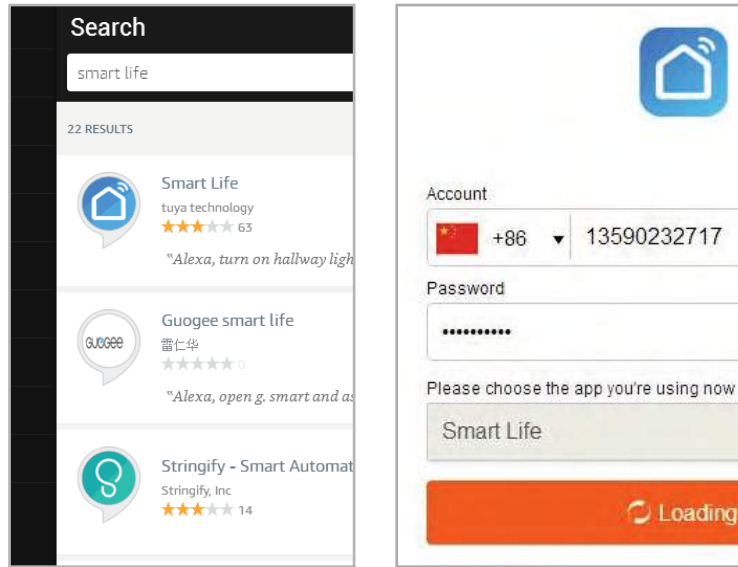 Search
smart life
22 RESULTS
Smart Life
tuya technology
63
"Alexa, turn on hallway ligh
Guogee smart life
GUOGEE
雷仁华
0
"Alexa, open g. smart and as
Stringify - Smart Automat
Stringify, Inc
14
Account
+86
13590232717
Password
••••••••••
Please choose the app you're using now
Smart Life
Loading